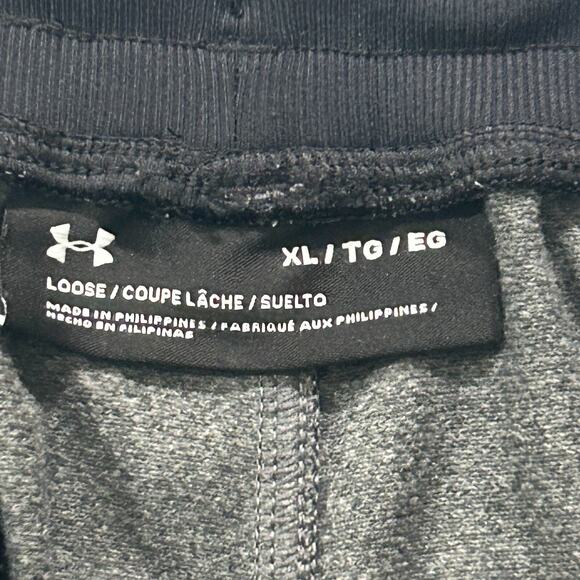 XL / TG / EG
LOOSE / COUPE LÂCHE / SUELTO
MADE IN PHILIPPINES / FABRIQUÉ AUX PHILIPPINES /
HECHO EN FILIPINAS